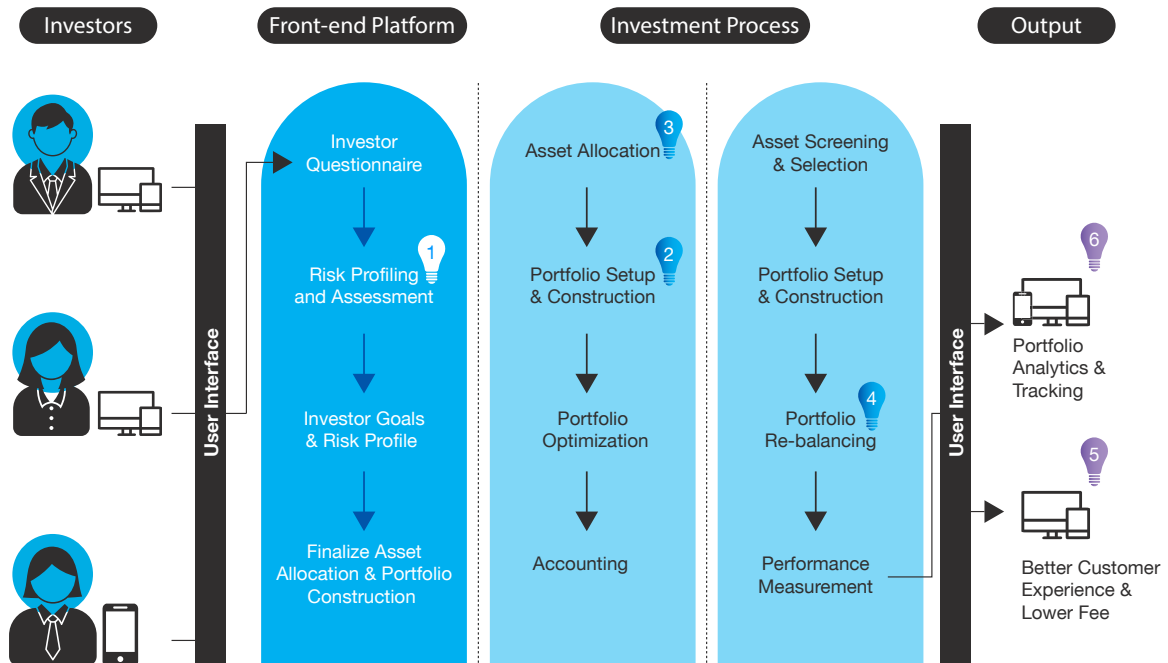 Investors
Front-end Platform
Investment Process
Output
User Interface
Investor
Questionnaire
1
Risk Profiling
and Assessment
Investor Goals
& Risk Profile
Finalize Asset
Allocation & Portfolio
Construction
3
Asset Allocation
2
Portfolio Setup
& Construction
Portfolio
Optimization
Accounting
Asset Screening
& Selection
Portfolio Setup
& Construction
4
Portfolio
Re-balancing
Performance
Measurement
User Interface
6
Portfolio
Analytics &
Tracking
5
Better Customer
Experience &
Lower Fee